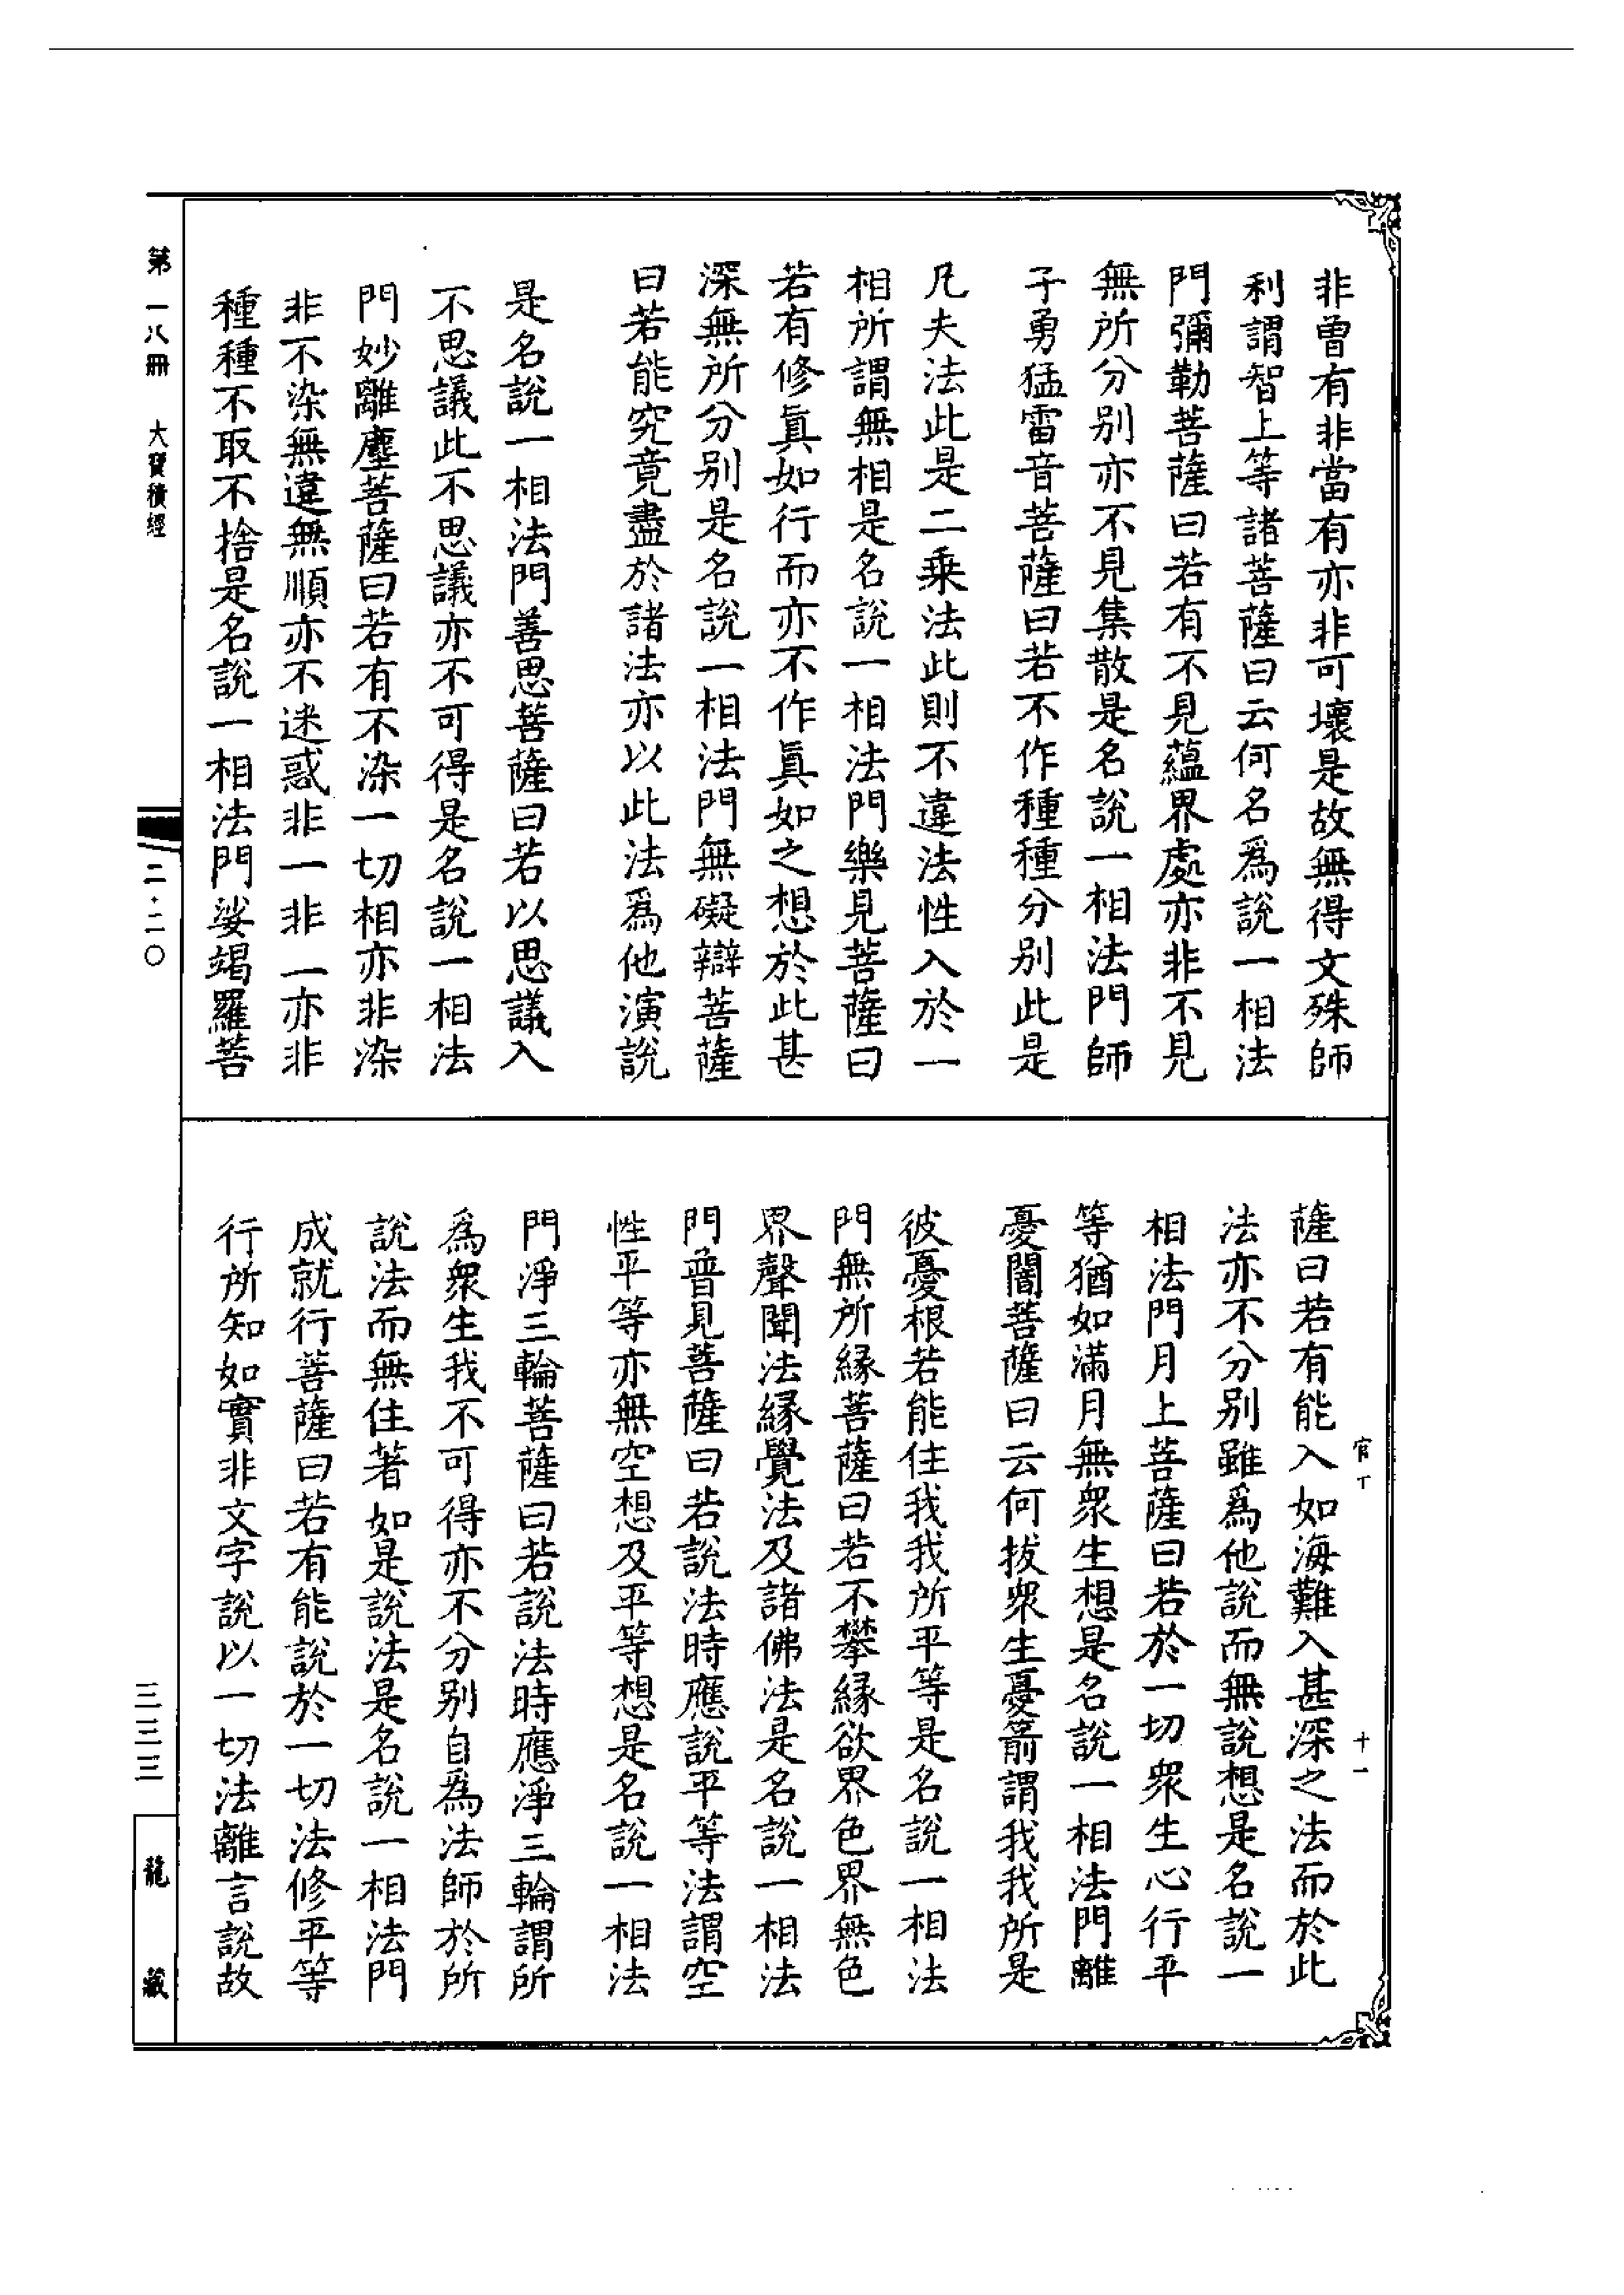 非曾有非當有亦非可壞是故無得文殊師
利謂智上等諸菩薩曰云何名爲說一相法
門彌勒菩薩曰若有不見蘊界處亦非不見
無所分别亦不見集散是名說一相法門師
子勇猛雷音菩薩曰若不作種種分别此是
凡夫法此是二乘法此則不違法性入於一
相所謂無相是名說一相法門樂見菩薩曰
若有修眞如行而亦不作眞如之想於此甚
深無所分别是名說一相法門無礙辯菩薩
曰若能究竟盡於諸法亦以此法爲他演說
是名說一相法門善思菩薩曰若以思議入
不思議此不思議亦不可得是名說一相法
門妙離塵菩薩曰若有不染一切相亦非染
非不染無違無順亦不迷惑非一非一亦非
種種不取不捨是名說一相法門娑竭羅菩
薩曰若有能入如海難入甚深之法而於此
法亦不分别雖爲他說而無說想是名說一
相法門月上菩薩曰若於一切衆生心行平
等猶如滿月無衆生想是名說一相法門離
憂闇菩薩曰云何拔衆生憂箭謂我我所是
彼憂根若能住我我所平等是名說一相法
門無所緣菩薩曰若不攀緣欲界色界無色
界聲聞法緣覺法及諸佛法是名說一相法
門普見菩薩曰若說法時應說平等法謂空
性平等亦無空想及平等想是名說一相法
門淨三輪菩薩曰若說法時應淨三輪謂所
爲衆生我不可得亦不分别自爲法師於所
說法而無住著如是說法是名說一相法門
成就行菩薩曰若有能說於一切法修平等
行所知如實非文字說以一切法離言說故
官丁
十一
第一八冊 大寶積經
二·二〇
三三三
龍藏